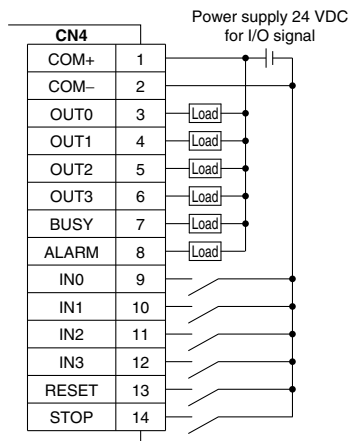 Power supply 24 VDC
for I/O signal
CN4
COM+ 1
COM– 2
OUT0 3 Load
OUT1 4 Load
OUT2 5 Load
OUT3 6 Load
BUSY 7 Load
ALARM 8 Load
IN0 9
IN1 10
IN2 11
IN3 12
RESET 13
STOP 14